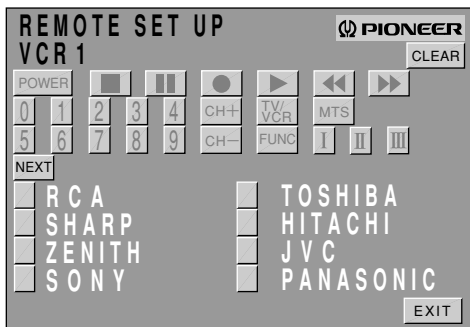 REMOTE SET UP PIONEER
VCR 1 CLEAR
POWER
0 1 2 3 4 CH+ TV/VCR MTS
5 6 7 8 9 CH− FUNC I II III
NEXT
RCA TOSHIBA
SHARP HITACHI
ZENITH JVC
SONY PANASONIC
EXIT